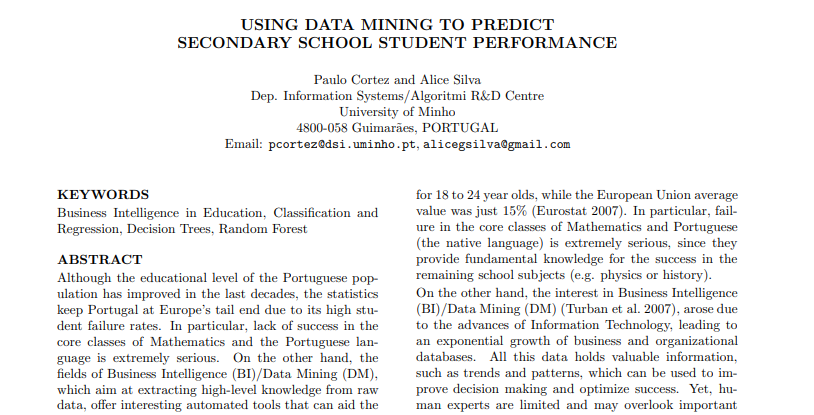 USING DATA MINING TO PREDICT
SECONDARY SCHOOL STUDENT PERFORMANCE
Paulo Cortez and Alice Silva
Dep. Information Systems/Algoritmi R&D Centre
University of Minho
4800-058 Guimarães, PORTUGAL
Email: pcortez@dsi.uminho.pt, alicegsilva@gmail.com
KEYWORDS
Business Intelligence in Education, Classification and
Regression, Decision Trees, Random Forest
ABSTRACT
Although the educational level of the Portuguese pop-
ulation has improved in the last decades, the statistics
keep Portugal at Europe's tail end due to its high stu-
dent failure rates. In particular, lack of success in the
core classes of Mathematics and the Portuguese lan-
guage is extremely serious. On the other hand, the
fields of Business Intelligence (BI)/Data Mining (DM),
which aim at extracting high-level knowledge from raw
data, offer interesting automated tools that can aid the
for 18 to 24 year olds, while the European Union average
value was just 15% (Eurostat 2007). In particular, fail-
ure in the core classes of Mathematics and Portuguese
(the native language) is extremely serious, since they
provide fundamental knowledge for the success in the
remaining school subjects (e.g. physics or history).
On the other hand, the interest in Business Intelligence
(BI)/Data Mining (DM) (Turban et al. 2007), arose due
to the advances of Information Technology, leading to
an exponential growth of business and organizational
databases. All this data holds valuable information,
such as trends and patterns, which can be used to im-
prove decision making and optimize success. Yet, hu-
man experts are limited and may overlook important